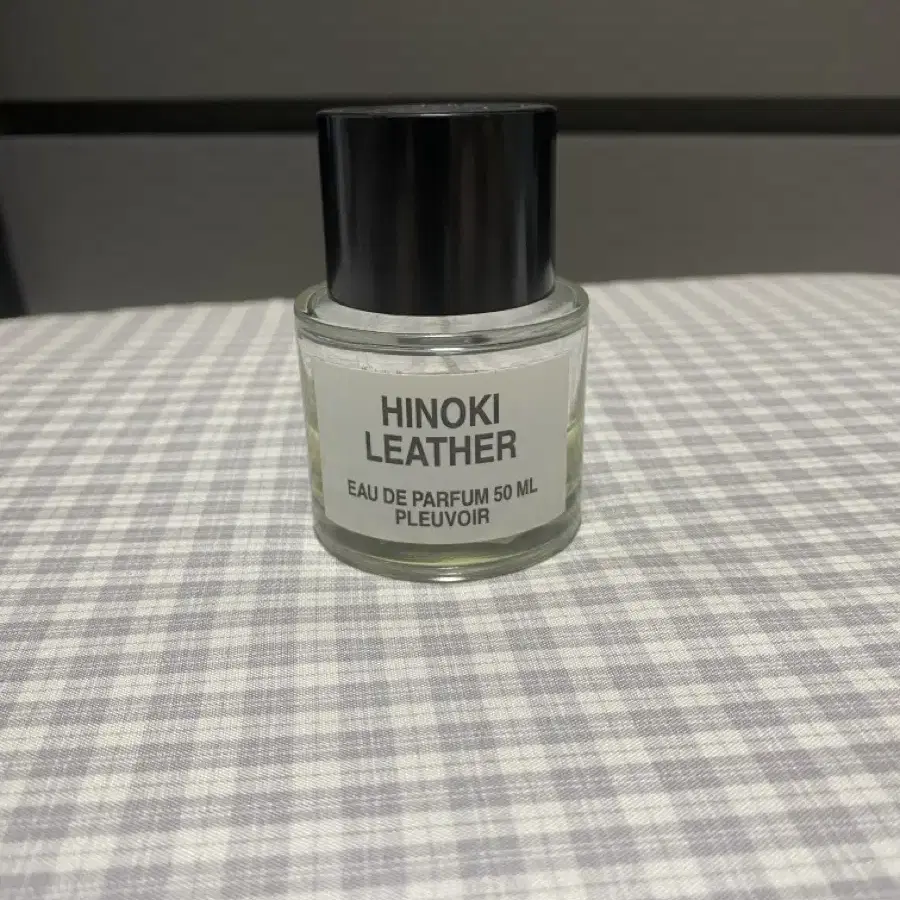 HINOKI
LEATHER
EAU DE PARFUM 50 ML
PLEUVOIR